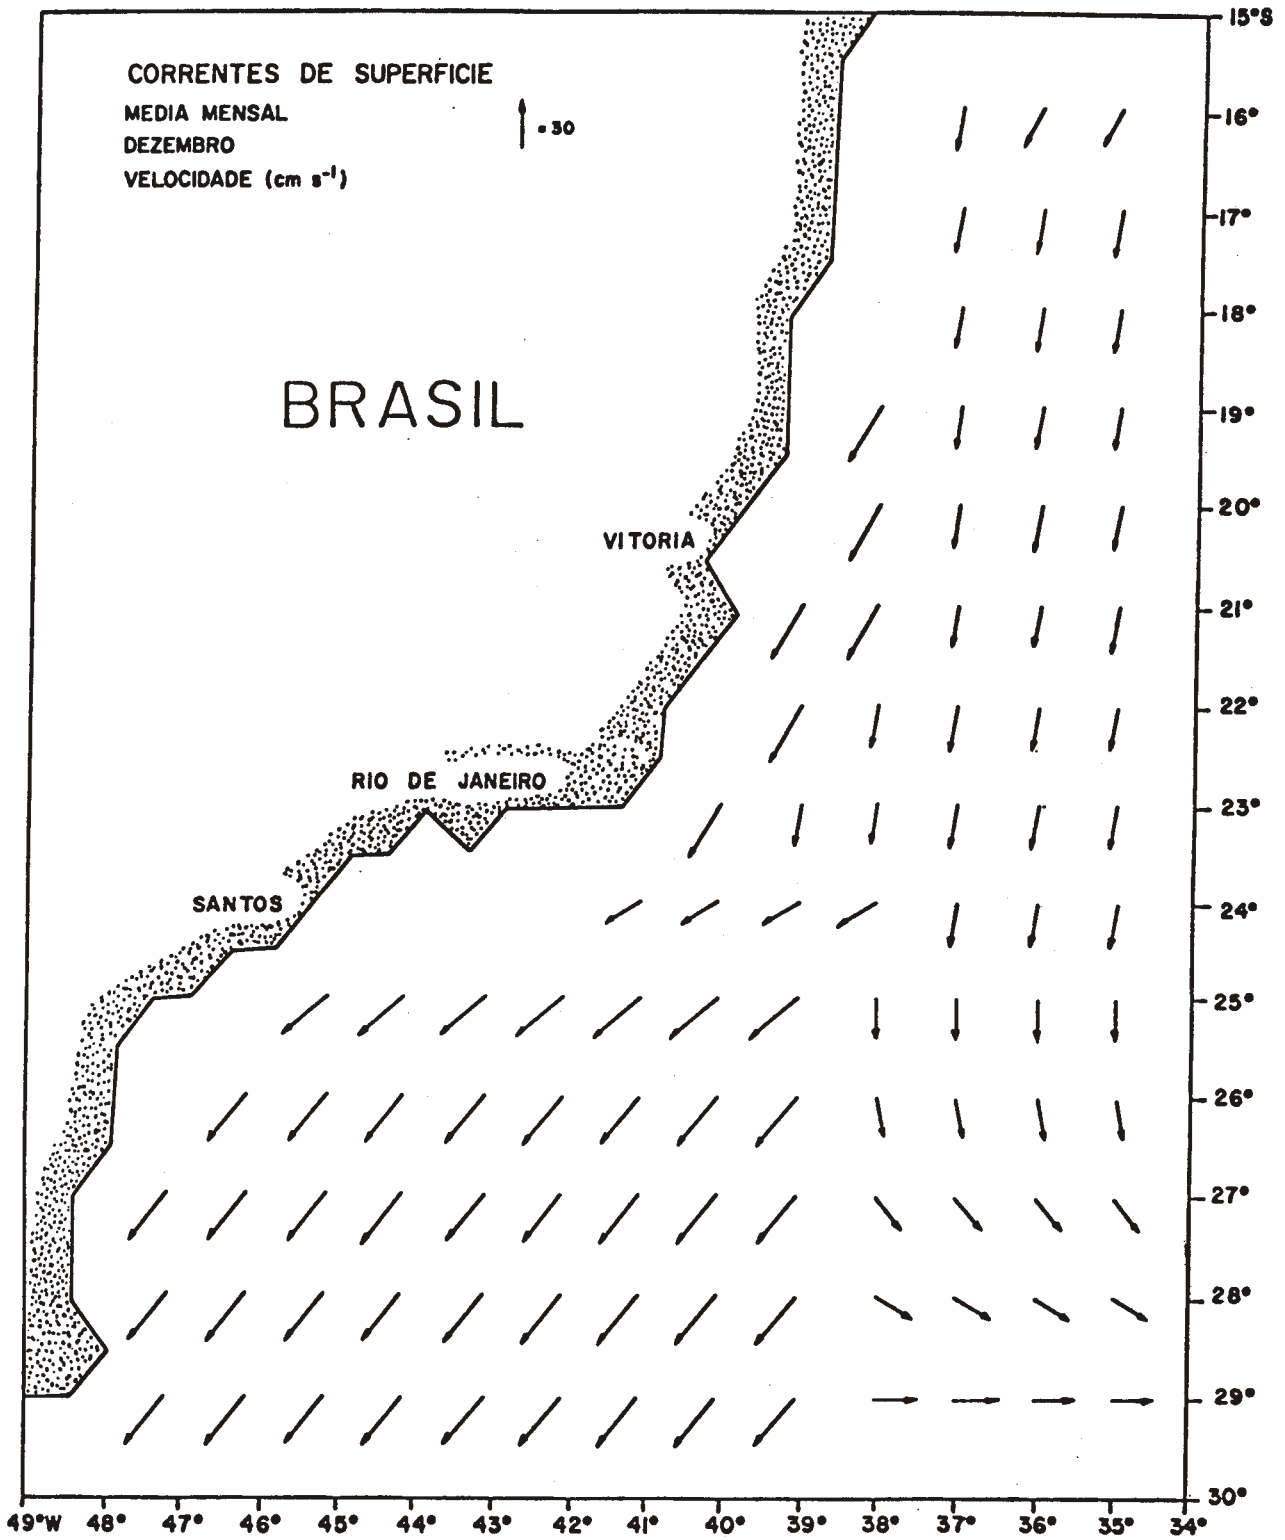 CORRENTES DE SUPERFICIE
MEDIA MENSAL
DEZEMBRO
VELOCIDADE (cm s⁻¹)
= 30
BRASIL
VITORIA
RIO DE JANEIRO
SANTOS
15°S
16°
17°
18°
19°
20°
21°
22°
23°
24°
25°
26°
27°
28°
29°
30°
49°W 48° 47° 46° 45° 44° 43° 42° 41° 40° 39° 38° 37° 36° 35° 34°